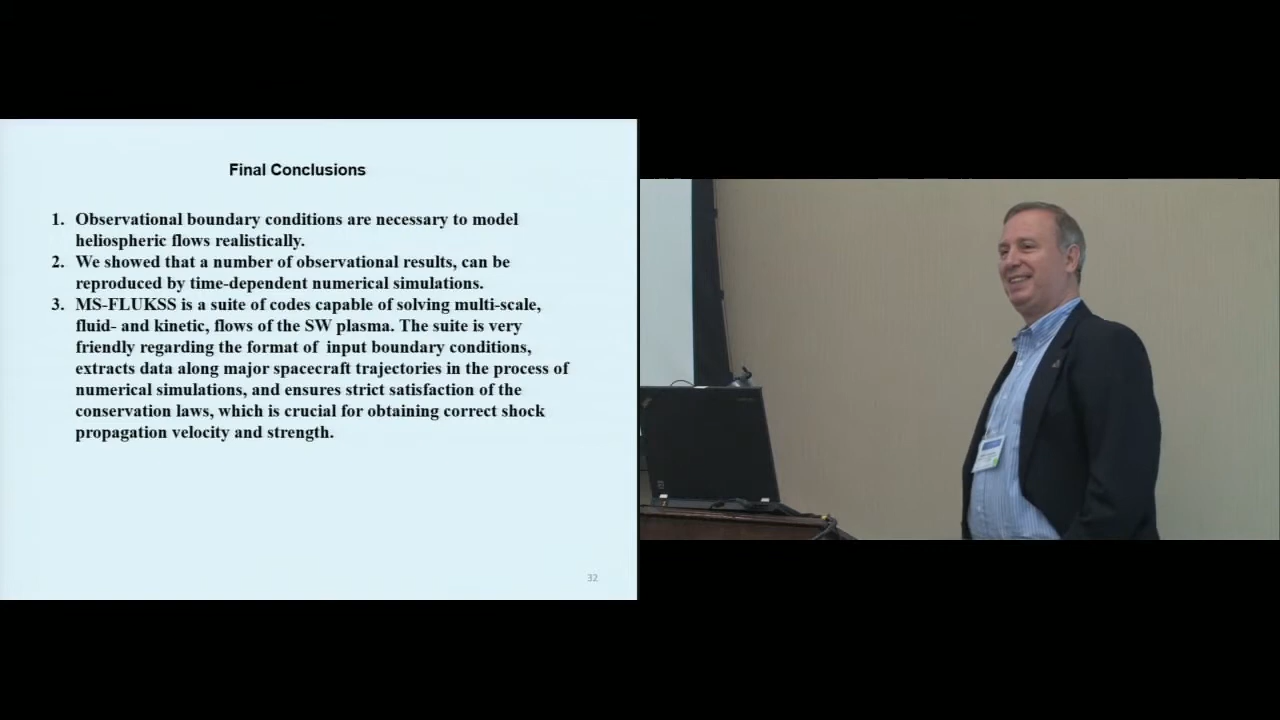 Final Conclusions
1. Observational boundary conditions are necessary to model
heliospheric flows realistically.
2. We showed that a number of observational results, can be
reproduced by time-dependent numerical simulations.
3. MS-FLUKSS is a suite of codes capable of solving multi-scale,
fluid- and kinetic, flows of the SW plasma. The suite is very
friendly regarding the format of input boundary conditions,
extracts data along major spacecraft trajectories in the process of
numerical simulations, and ensures strict satisfaction of the
conservation laws, which is crucial for obtaining correct shock
propagation velocity and strength.
32